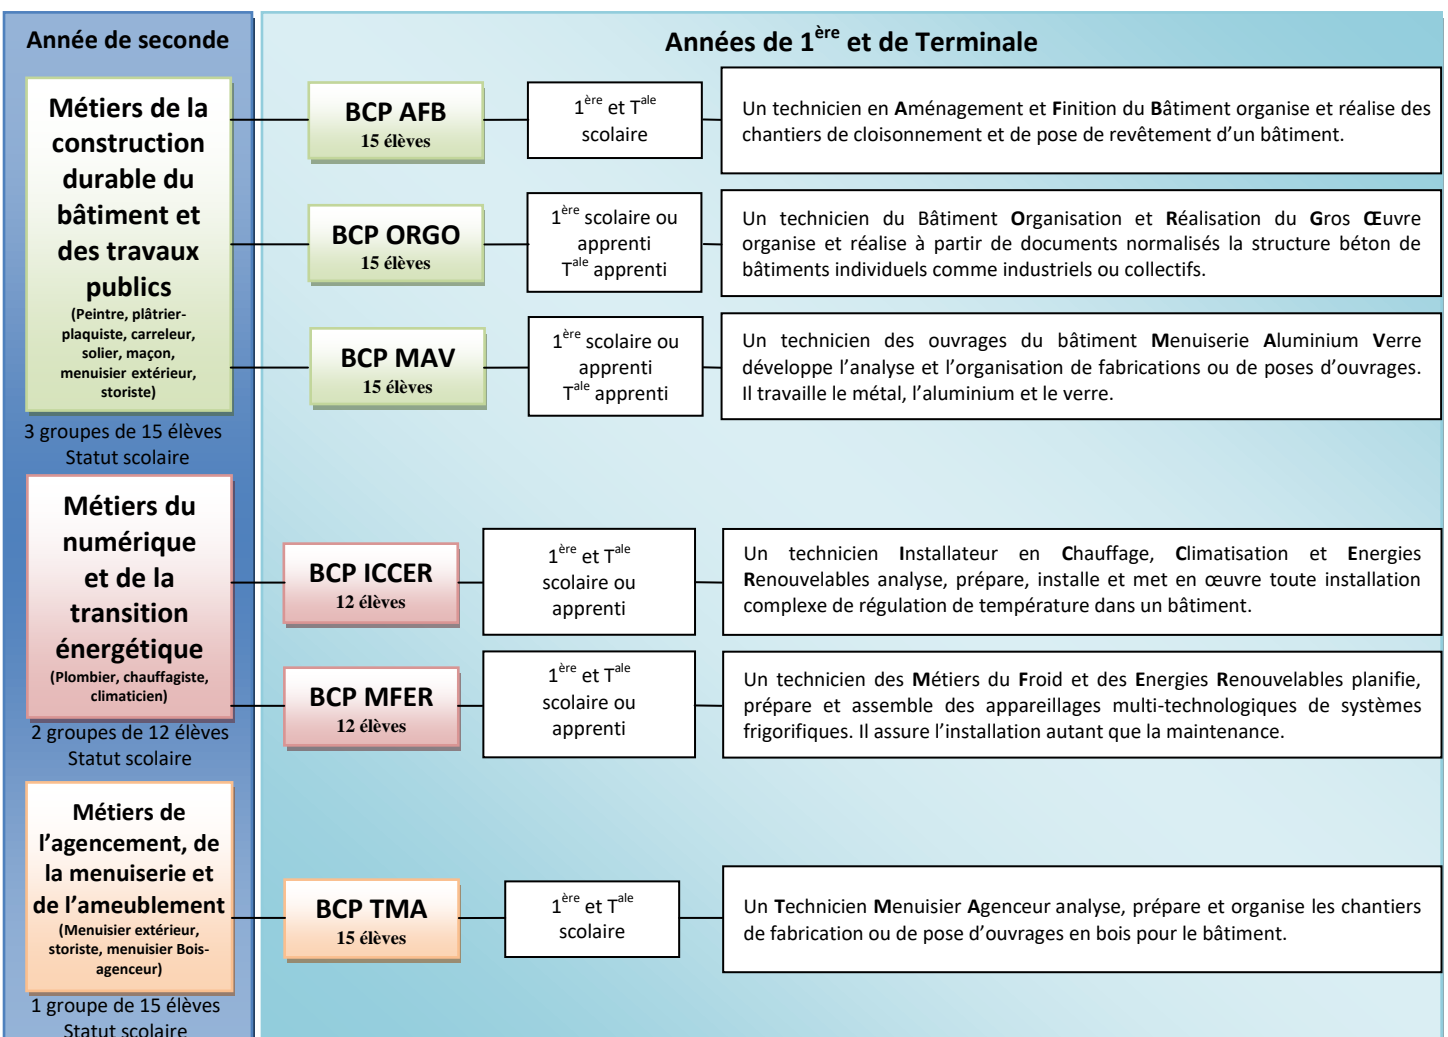 Année de seconde
Années de 1ère et de Terminale
Métiers de la
construction
durable du
bâtiment et
des travaux
publics
(Peintre, plâtrier-
plaquiste, carreleur,
solier, maçon,
menuisier extérieur,
storiste)
3 groupes de 15 élèves
Statut scolaire
BCP AFB
15 élèves
1ère et Tale
scolaire
Un technicien en Aménagement et Finition du Bâtiment organise et réalise des
chantiers de cloisonnement et de pose de revêtement d’un bâtiment.
BCP ORGO
15 élèves
1ère scolaire ou
apprenti
Tale apprenti
Un technicien du Bâtiment Organisation et Réalisation du Gros Œuvre
organise et réalise à partir de documents normalisés la structure béton de
bâtiments individuels comme industriels ou collectifs.
BCP MAV
15 élèves
1ère scolaire ou
apprenti
Tale apprenti
Un technicien des ouvrages du bâtiment Menuiserie Aluminium Verre
développe l’analyse et l’organisation de fabrications ou de poses d’ouvrages.
Il travaille le métal, l’aluminium et le verre.
Métiers du
numérique
et de la
transition
énergétique
(Plombier, chauffagiste,
climaticien)
2 groupes de 12 élèves
Statut scolaire
BCP ICCER
12 élèves
1ère et Tale
scolaire ou
apprenti
Un technicien Installateur en Chauffage, Climatisation et Energies
Renouvelables analyse, prépare, installe et met en œuvre toute installation
complexe de régulation de température dans un bâtiment.
BCP MFER
12 élèves
1ère et Tale
scolaire ou
apprenti
Un technicien des Métiers du Froid et des Energies Renouvelables planifie,
prépare et assemble des appareillages multi-technologiques de systèmes
frigorifiques. Il assure l’installation autant que la maintenance.
Métiers de
l’agencement, de
la menuiserie et
de l’ameublement
(Menuisier extérieur,
storiste, menuisier Bois-
agenceur)
1 groupe de 15 élèves
Statut scolaire
BCP TMA
15 élèves
1ère et Tale
scolaire
Un Technicien Menuisier Agenceur analyse, prépare et organise les chantiers
de fabrication ou de pose d’ouvrages en bois pour le bâtiment.